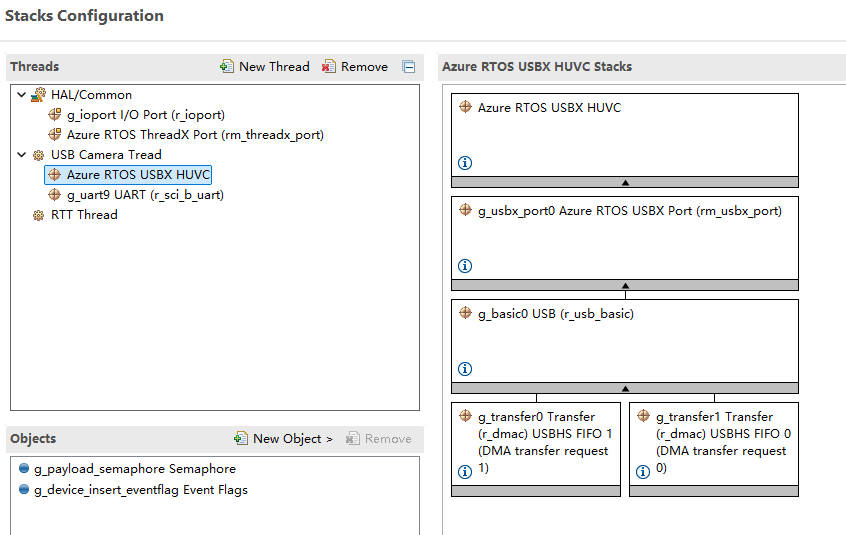 Stacks Configuration
Threads
New Thread
Remove
HAL/Common
g_ioport I/O Port (r_ioport)
Azure RTOS ThreadX Port (rm_threadx_port)
USB Camera Tread
Azure RTOS USBX HUVC
g_uart9 UART (r_sci_b_uart)
RTT Thread
Objects
New Object >
Remove
g_payload_semaphore Semaphore
g_device_insert_eventflag Event Flags
Azure RTOS USBX HUVC Stacks
Azure RTOS USBX HUVC
g_usbx_port0 Azure RTOS USBX Port (rm_usbx_port)
g_basic0 USB (r_usb_basic)
g_transfer0 Transfer
(r_dmac) USBHS FIFO 1
(DMA transfer request
1)
g_transfer1 Transfer
(r_dmac) USBHS FIFO 0
(DMA transfer request
0)